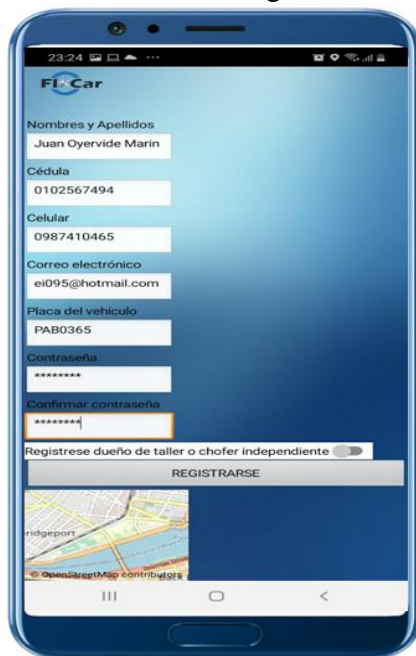 23:24
FIXCar
Nombres y Apellidos
Juan Oyervide Marin
Cédula
0102567494
Celular
0987410465
Correo electrónico
ei095@hotmail.com
Placa del vehículo
PAB0365
Contraseña
********
Confirmar contraseña
********
Registrese dueño de taller o chofer independiente
REGISTRARSE
ridgeport
© OpenStreetMap contributors